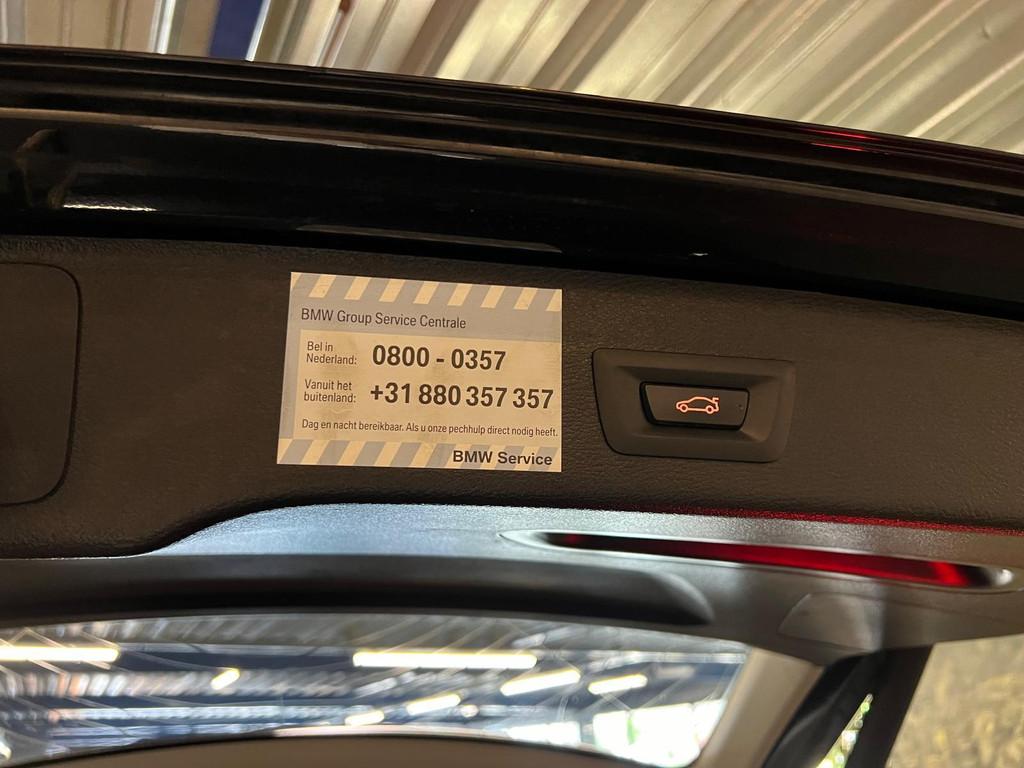 BMW Group Service Centrale
Bel in
Nederland: 0800 - 0357
Vanuit het
buitenland: +31 880 357 357
Dag en nacht bereikbaar. Als u onze pechhulp direct nodig heeft.
BMW Service